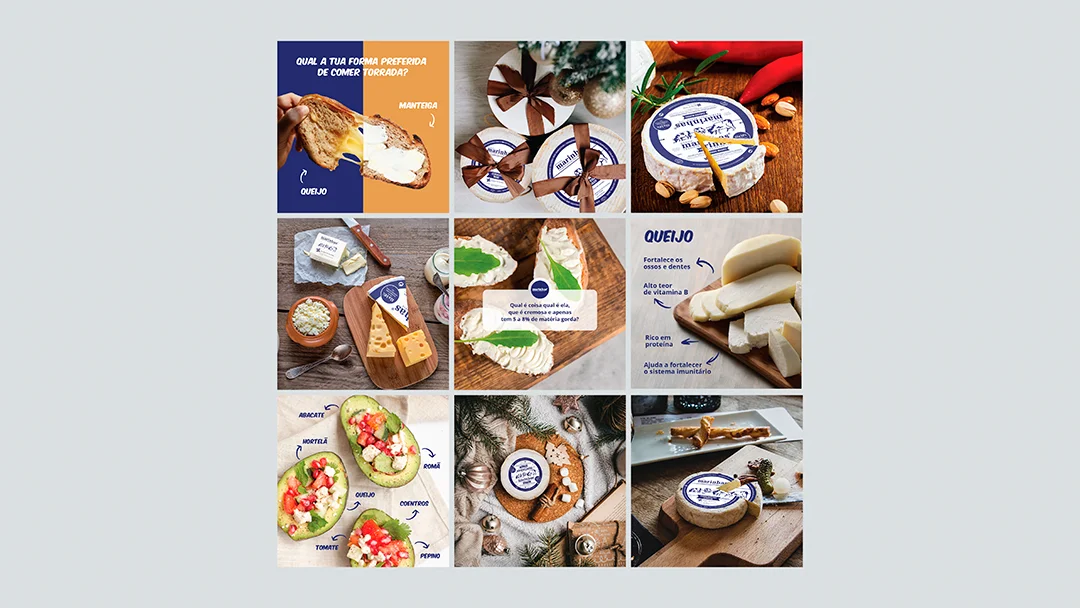 QUAL A TUA FORMA PREFERIDA
DE COMER TORRADA?
MANTEIGA
QUEIJO
marinhas
marinhas
marinhas
marinhas
marinhas
Qual é coisa qual é ela,
que é cremosa e apenas
tem 5 a 8% de matéria gorda?
QUEIJO
Fortalece os
ossos e dentes
Alto teor
de vitamina B
Rico em
proteína
Ajuda a fortalecer
o sistema imunitário
ABACATE
HORTELÃ
ROMÃ
QUEIJO
COENTROS
TOMATE
PEPINO
marinhas